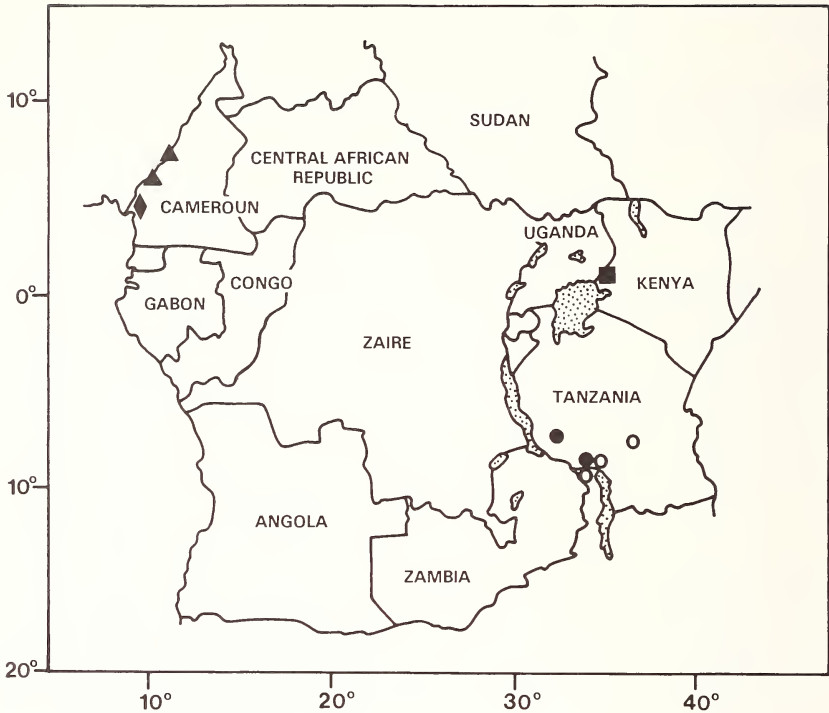 10°
SUDAN
CENTRAL AFRICAN
REPUBLIC
CAMEROUN
UGANDA
CONGO
KENYA
0°
GABON
ZAIRE
TANZANIA
10°
ANGOLA
ZAMBIA
20°
10°
20°
30°
40°